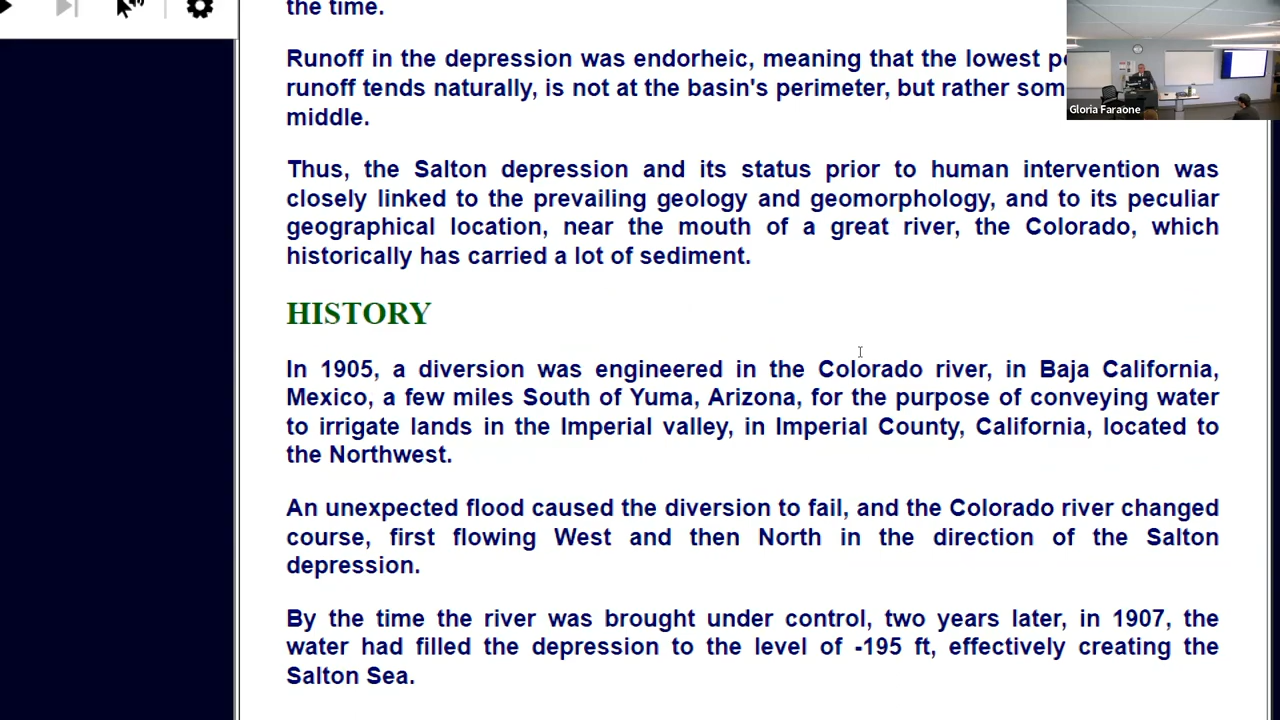 the time.
Runoff in the depression was endorheic, meaning that the lowest
runoff tends naturally, is not at the basin's perimeter, but rather
middle.
Thus, the Salton depression and its status prior to human intervention was
closely linked to the prevailing geology and geomorphology, and to its peculiar
geographical location, near the mouth of a great river, the Colorado, which
historically has carried a lot of sediment.
HISTORY
In 1905, a diversion was engineered in the Colorado river, in Baja California,
Mexico, a few miles South of Yuma, Arizona, for the purpose of conveying water
to irrigate lands in the Imperial valley, in Imperial County, California, located to
the Northwest.
An unexpected flood caused the diversion to fail, and the Colorado river changed
course, first flowing West and then North in the direction of the Salton
depression.
By the time the river was brought under control, two years later, in 1907, the
water had filled the depression to the level of -195 ft, effectively creating the
Salton Sea.
Gloria Faraone